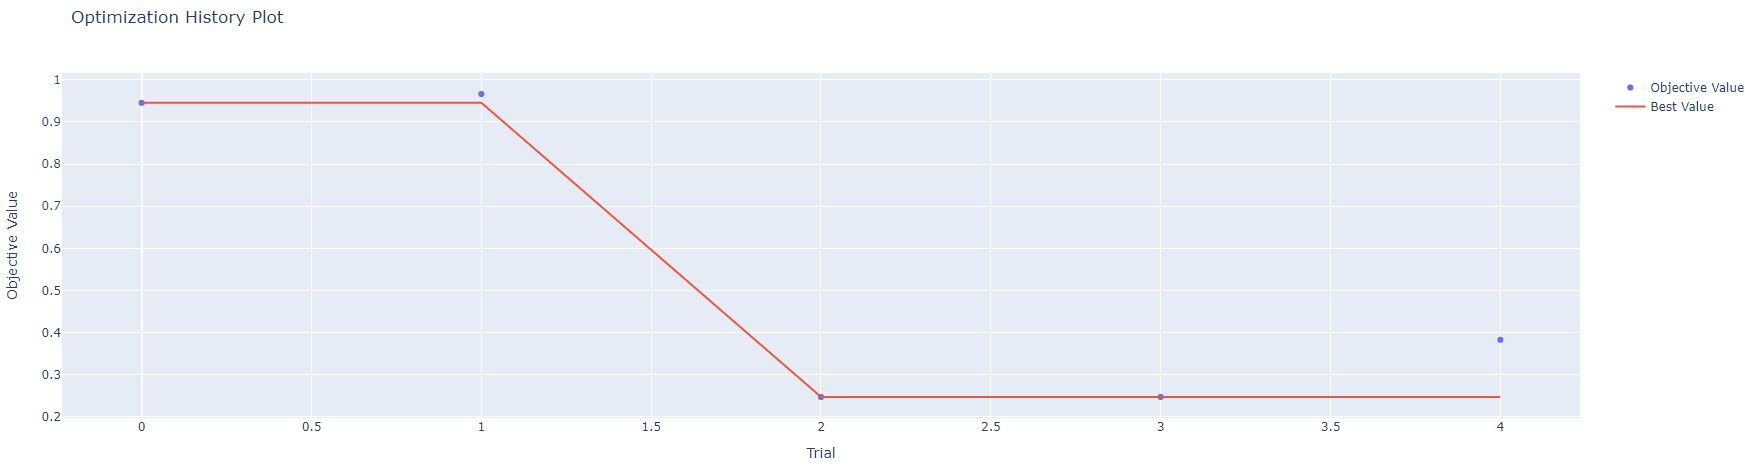 Optimization History Plot
Objective Value
1
0.9
0.8
0.7
0.6
0.5
0.4
0.3
0.2
0 0.5 1 1.5 2 2.5 3 3.5 4
Trial
Objective Value
Best Value